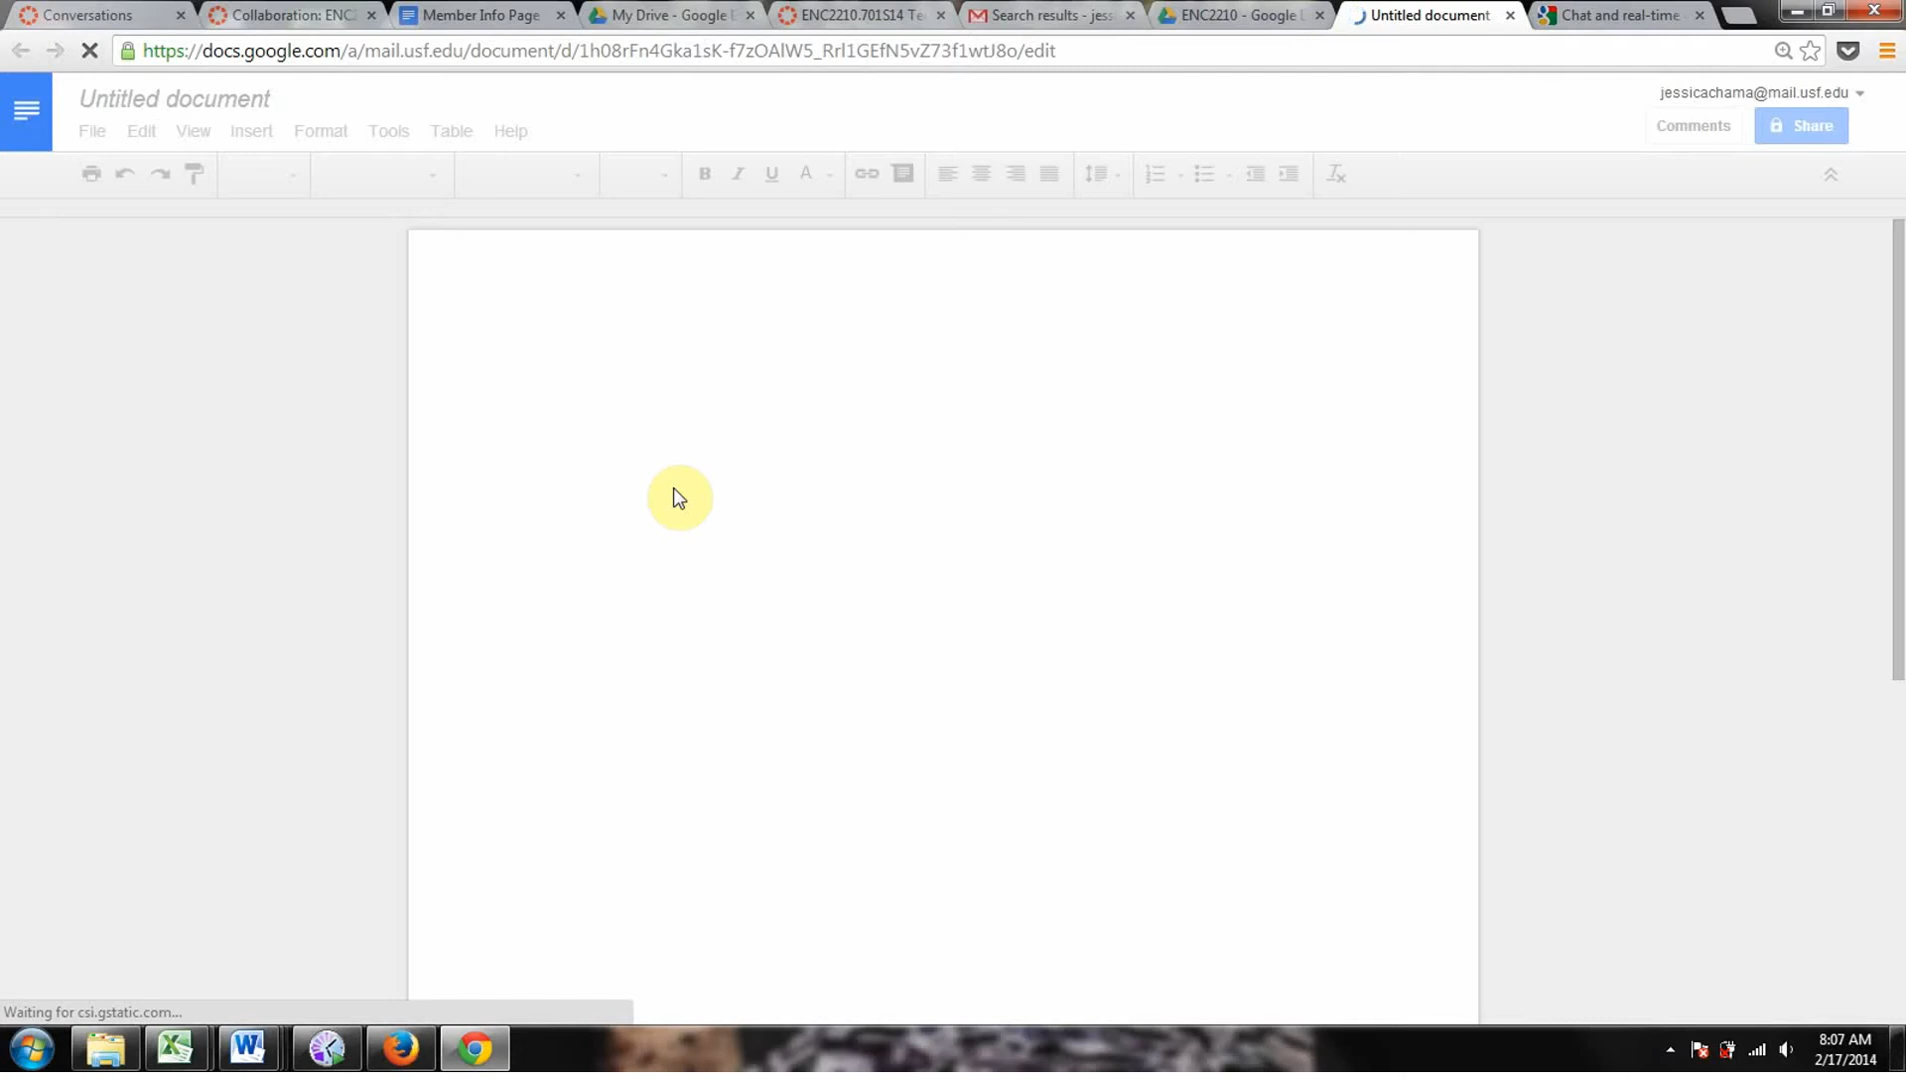 Conversations
Collaboration: ENC2
Member Info Page
My Drive - Google
ENC2210.701S14 Te
Search results - jess
ENC2210 - Google
Untitled document
Chat and real-time
https://docs.google.com/a/mail.usf.edu/document/d/1h08rFn4Gka1sK-f7zOAlW5_Rrl1GEfN5vZ73f1wtJ8o/edit
Untitled document
jessicachama@mail.usf.edu
File Edit View Insert Format Tools Table Help
Comments
Share
B I U A
Waiting for csi.gstatic.com...
8:07 AM
2/17/2014